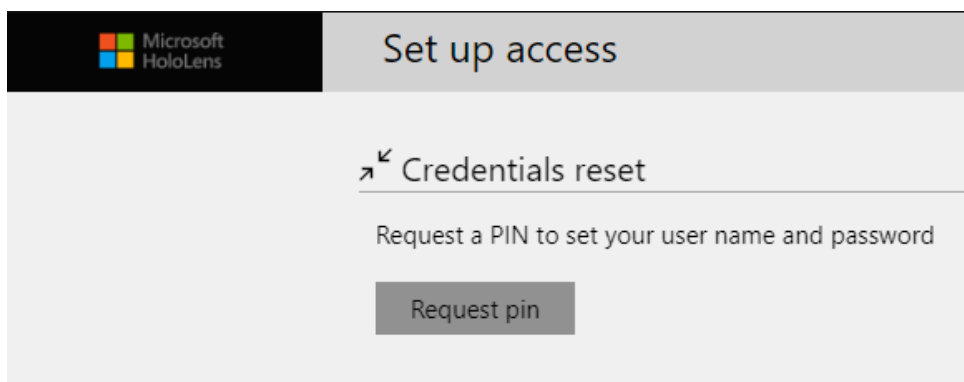 Microsoft
HoloLens
Set up access
Credentials reset
Request a PIN to set your user name and password
Request pin